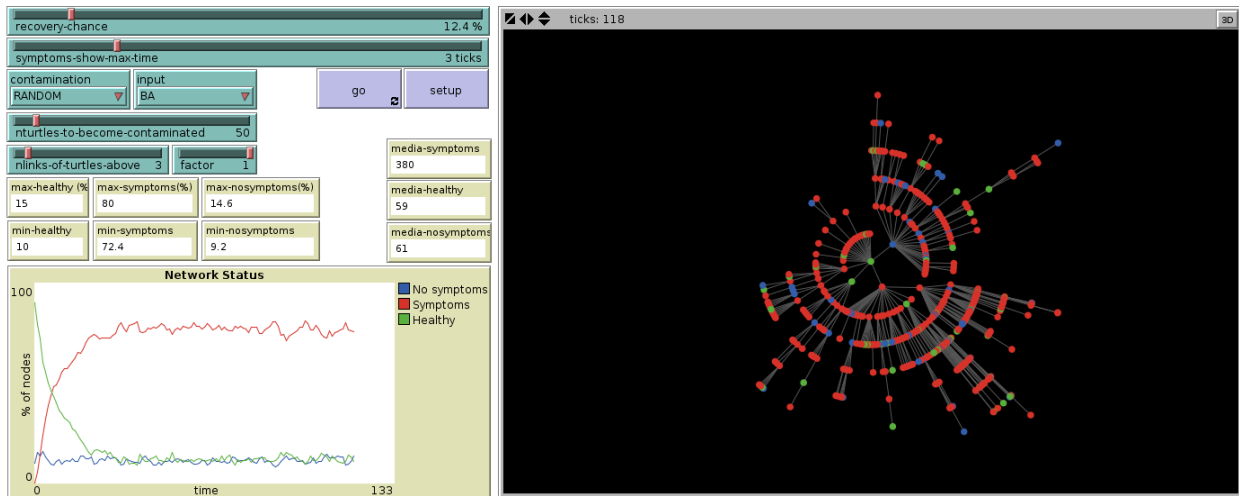 recovery-chance 12.4 %
symptoms-show-max-time 3 ticks
contamination
RANDOM
input
BA
go
setup
nturtles-to-become-contaminated 50
nlinks-of-turtles-above 3
factor 1
media-symptoms
380
max-healthy (%
15
max-symptoms(%)
80
max-nosymptoms(%)
14.6
media-healthy
59
min-healthy
10
min-symptoms
72.4
min-nosymptoms
9.2
media-nosymptoms
61
Network Status
100
% of nodes
0
0
time
133
No symptoms
Symptoms
Healthy
ticks: 118
3D